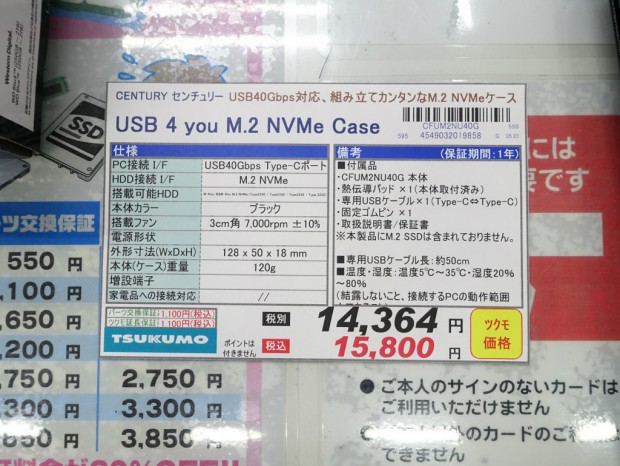 CENTURY センチュリー USB40Gbps対応、組み立てカンタンなM.2 NVMeケース
USB 4 you M.2 NVMe Case
CFUM2NU40G
595 4549032019858
仕様
PC接続 I/F USB40Gbps Type-Cポート
HDD接続 I/F M.2 NVMe
搭載可能HDD
本体カラー ブラック
搭載ファン 3cm角 7,000rpm ±10%
電源形状
外形寸法(WxDxH) 128 x 50 x 18 mm
本体(ケース)重量 120g
増設端子
家電品への接続対応 //
備考 (保証期間：1年)
■付属品
・CFUM2NU40G 本体
・熱伝導パッド ×1(本体取付済み)
・専用USBケーブル×1(Type-C⇔Type-C)
・固定ゴムピン×1
・取扱説明書/保証書
※本製品にM.2 SSDは含まれておりません。
■専用USBケーブル長：約50cm
■温度・湿度：温度5℃～35℃・湿度20%
～80%
(結露しないこと、接続するPCの動作範囲
パーツ交換保証：1,100円(税込)
ツクモ延長保証：1,100円(税込)
TSUKUMO
ポイントは
付きません
税別 14,364 円
税込 15,800 円
ツクモ
価格
Western Digital
SSD
ーツ交換保証
550 円
,100 円
,650 円
,200 円
,750 円 2,750 円
,300 円 3,300 円
3,850 円
には
要です
● ご本人のサインのないカードは
ご利用いただけません
のカードのご利
できません